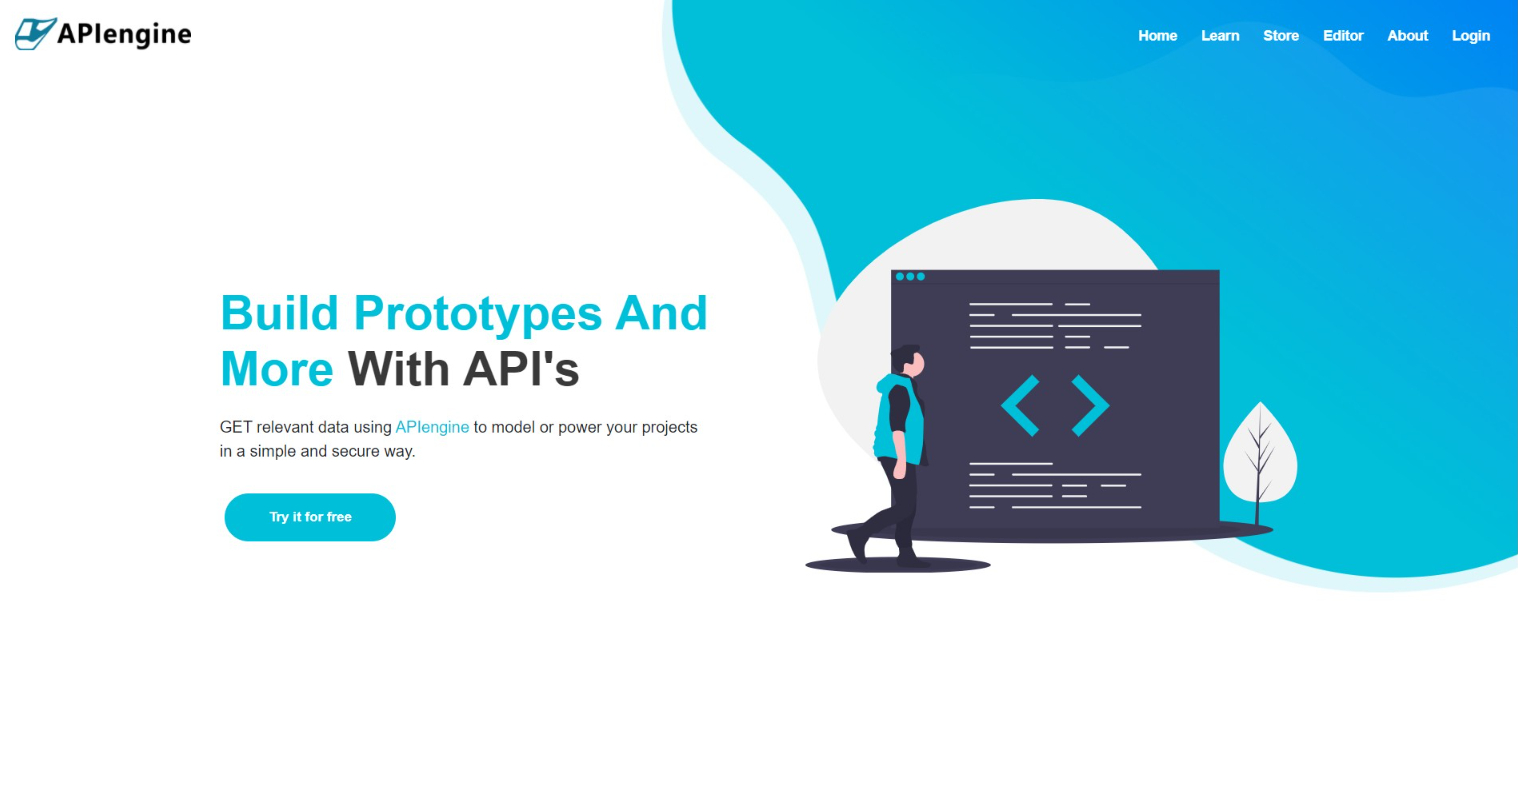 APIengine
Home Learn Store Editor About Login
Build Prototypes And
More With API's
GET relevant data using APIengine to model or power your projects
in a simple and secure way.
Try it for free